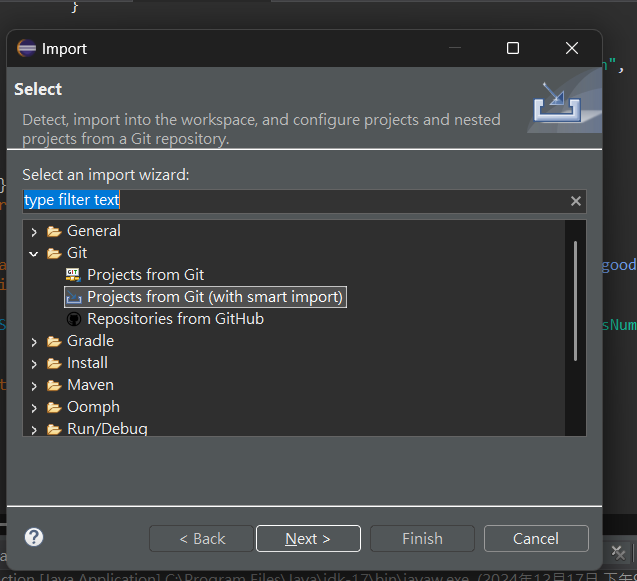 }
Import
",
Select
Detect, import into the workspace, and configure projects and nested
projects from a Git repository.
Select an import wizard:
}
type filter text
General
Git
good
Projects from Git
Projects from Git (with smart import)
Repositories from GitHub
sNum
Gradle
Install
Maven
Oomph
Run/Debug
?
< Back
Next >
Finish
Cancel
ction [Java Application] C:\Program Files\Java\jdk-17\bin\javaw.exe (2024年12月17日 下午